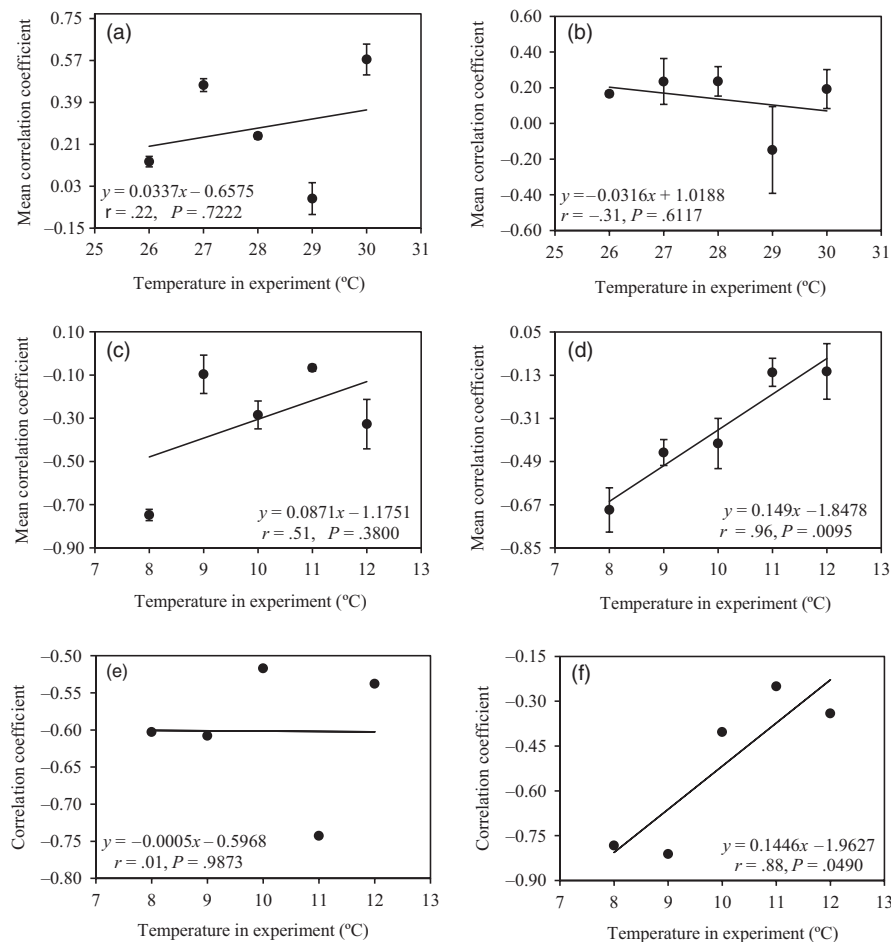 (a)
Mean correlation coefficient
0.75
0.57
0.39
0.21
0.03
–0.15
y = 0.0337x – 0.6575
r = .22, P = .7222
25 26 27 28 29 30 31
Temperature in experiment (ºC)
(b)
Mean correlation coefficient
0.60
0.40
0.20
0.00
–0.20
–0.40
–0.60
y =–0.0316x + 1.0188
r = –.31, P = .6117
25 26 27 28 29 30 31
Temperature in experiment (ºC)
(c)
Mean correlation coefficient
0.10
–0.10
–0.30
–0.50
–0.70
–0.90
y = 0.0871x – 1.1751
r = .51, P = .3800
7 8 9 10 11 12 13
Temperature in experiment (ºC)
(d)
Mean correlation coefficient
0.05
–0.13
–0.31
–0.49
–0.67
–0.85
y = 0.149x –1.8478
r = .96, P = .0095
7 8 9 10 11 12 13
Temperature in experiment (ºC)
(e)
Correlation coefficient
–0.50
–0.55
–0.60
–0.65
–0.70
–0.75
–0.80
y = –0.0005x – 0.5968
r = .01, P = .9873
7 8 9 10 11 12 13
Temperature in experiment (ºC)
(f)
Correlation coefficient
–0.15
–0.30
–0.45
–0.60
–0.75
–0.90
y = 0.1446x –1.9627
r = .88, P = .0490
7 8 9 10 11 12 13
Temperature in experiment (ºC)